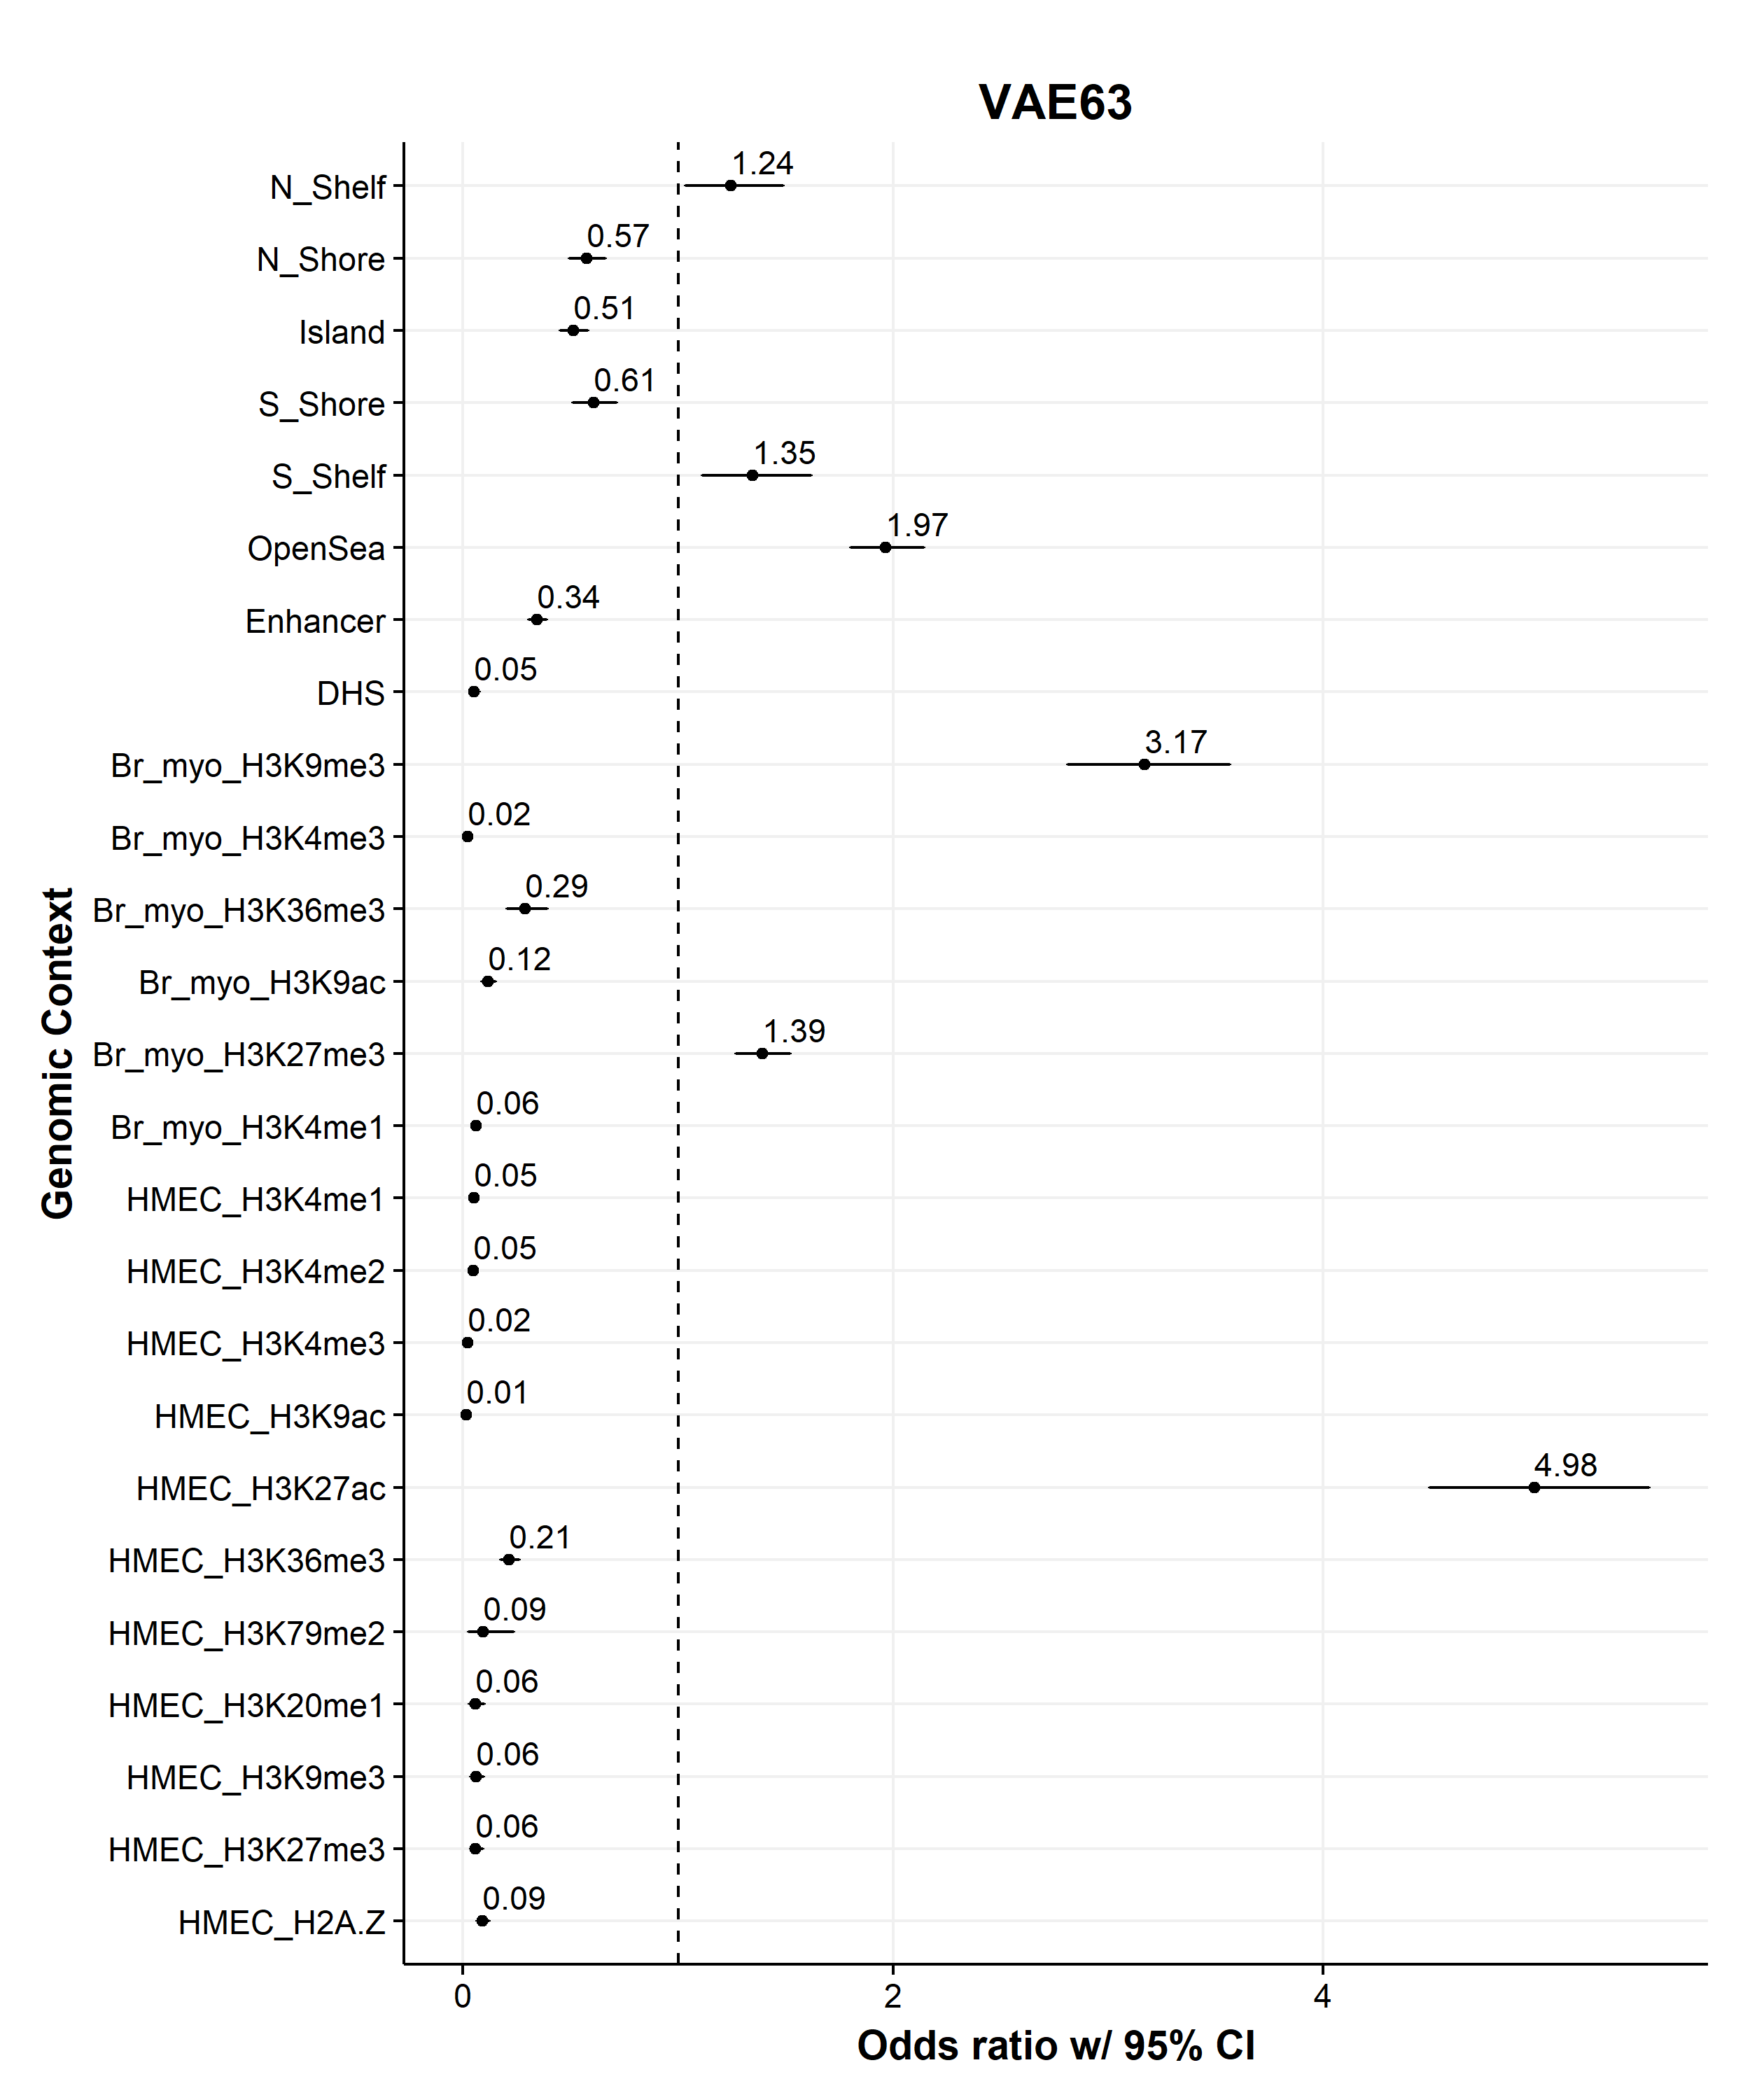 VAE63
N_Shelf 1.24
N_Shore 0.57
Island 0.51
S_Shore 0.61
S_Shelf 1.35
OpenSea 1.97
Enhancer 0.34
DHS 0.05
Br_myo_H3K9me3 3.17
Br_myo_H3K4me3 0.02
Br_myo_H3K36me3 0.29
Br_myo_H3K9ac 0.12
Br_myo_H3K27me3 1.39
Br_myo_H3K4me1 0.06
HMEC_H3K4me1 0.05
HMEC_H3K4me2 0.05
HMEC_H3K4me3 0.02
HMEC_H3K9ac 0.01
HMEC_H3K27ac 4.98
HMEC_H3K36me3 0.21
HMEC_H3K79me2 0.09
HMEC_H3K20me1 0.06
HMEC_H3K9me3 0.06
HMEC_H3K27me3 0.06
HMEC_H2A.Z 0.09
Genomic Context
0 2 4
Odds ratio w/ 95% CI